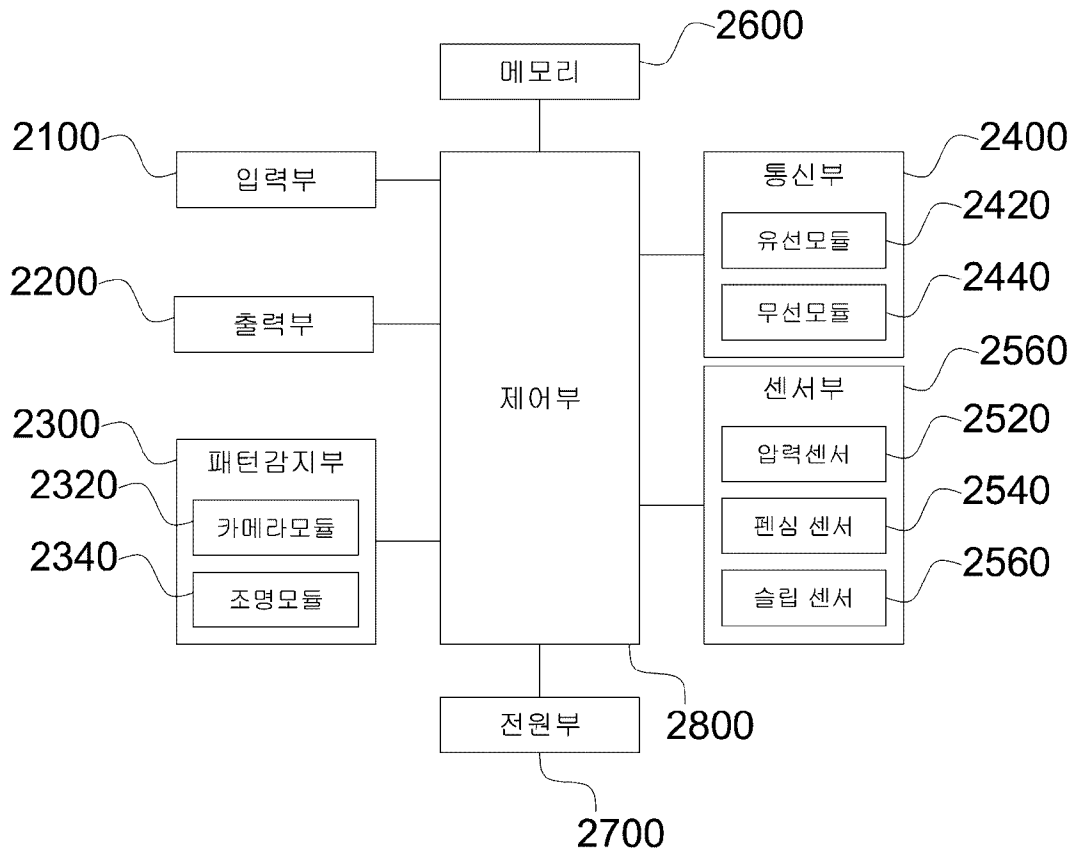 2600
메모리
2100
입력부
2400
통신부
2420
유선모듈
2200
출력부
2440
무선모듈
2560
센서부
제어부
2300
패턴감지부
2520
압력센서
2320
카메라모듈
2540
펜심 센서
2340
조명모듈
2560
슬립 센서
전원부
2800
2700